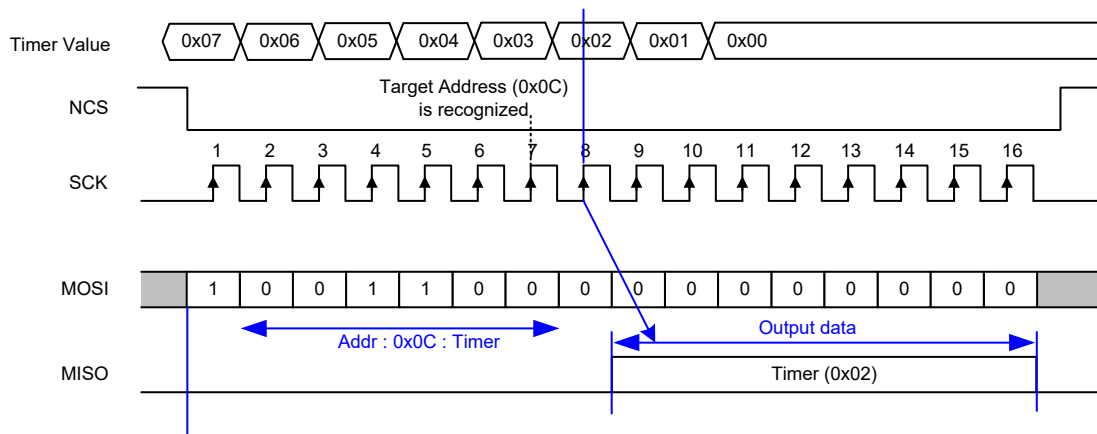 Timer Value 0x07 0x06 0x05 0x04 0x03 0x02 0x01 0x00
Target Address (0x0C)
is recognized
NCS
1 2 3 4 5 6 7 8 9 10 11 12 13 14 15 16
SCK
MOSI 1 0 0 1 1 0 0 0 0 0 0 0 0 0 0 0
Addr : 0x0C : Timer
Output data
MISO Timer (0x02)